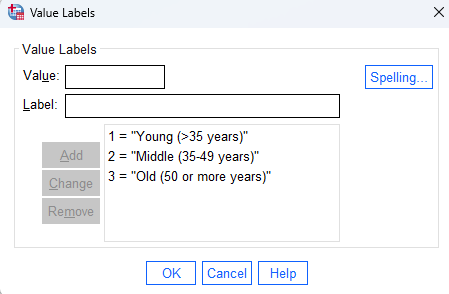 Value Labels
Value Labels
Value:
Spelling...
Label:
1 = "Young (>35 years)"
Add
2 = "Middle (35-49 years)"
Change
3 = "Old (50 or more years)"
Remove
OK Cancel Help